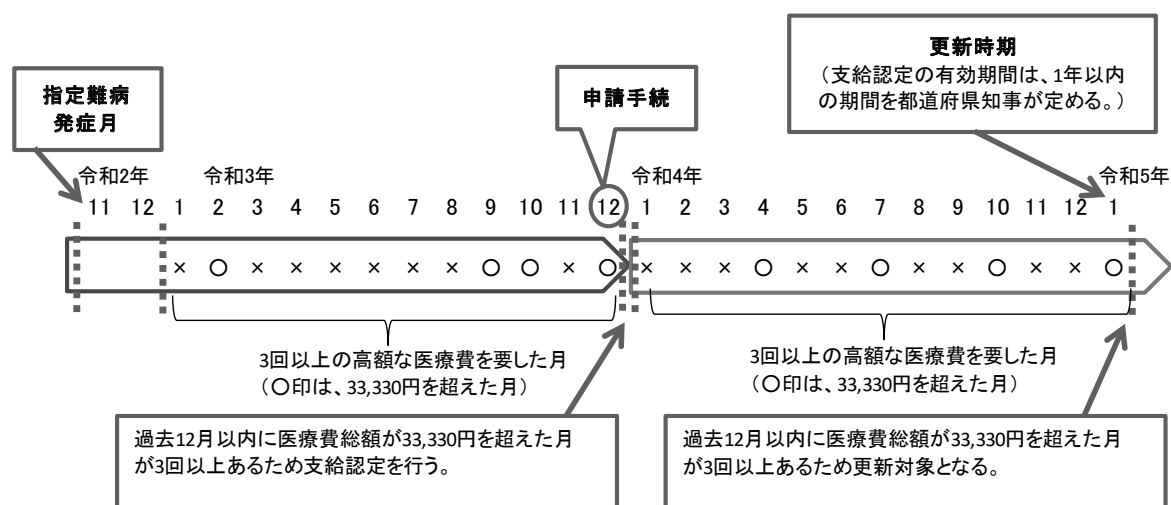 更新時期
(支給認定の有効期間は、1年以内
の期間を都道府県知事が定める。)
指定難病
発症月
申請手続
令和2年 令和3年 令和4年 令和5年
11 12 1 2 3 4 5 6 7 8 9 10 11 12 1 2 3 4 5 6 7 8 9 10 11 12 1
× ○ × × × × × × ○ ○ × ○ × × × ○ × × ○ × × ○ × × ○
3回以上の高額な医療費を要した月
(○印は、33,330円を超えた月)
3回以上の高額な医療費を要した月
(○印は、33,330円を超えた月)
過去12月以内に医療費総額が33,330円を超えた月
が3回以上あるため支給認定を行う。
過去12月以内に医療費総額が33,330円を超えた月
が3回以上あるため更新対象となる。